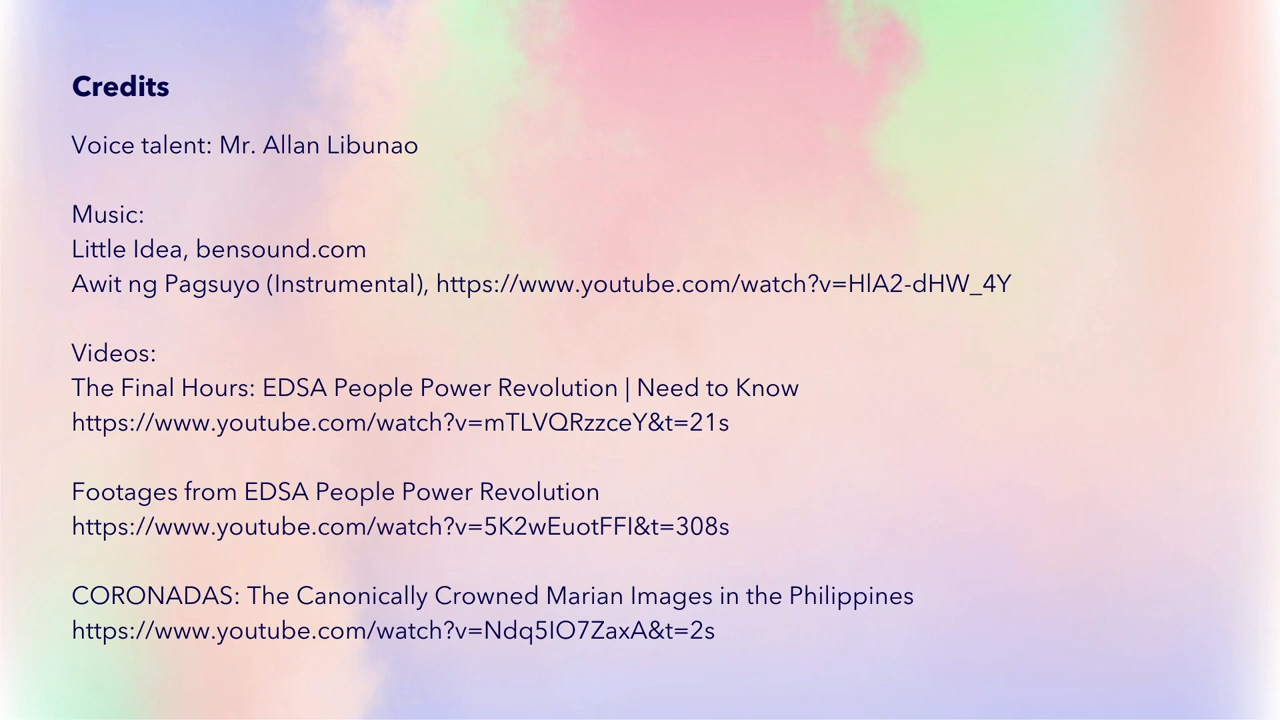 Credits
Voice talent: Mr. Allan Libunao
Music:
Little Idea, bensound.com
Awit ng Pagsuyo (Instrumental), https://www.youtube.com/watch?v=HlA2-dHW_4Y
Videos:
The Final Hours: EDSA People Power Revolution | Need to Know
https://www.youtube.com/watch?v=mTLVQRzzceY&t=21s
Footages from EDSA People Power Revolution
https://www.youtube.com/watch?v=5K2wEuotFFI&t=308s
CORONADAS: The Canonically Crowned Marian Images in the Philippines
https://www.youtube.com/watch?v=Ndq5IO7ZaxA&t=2s